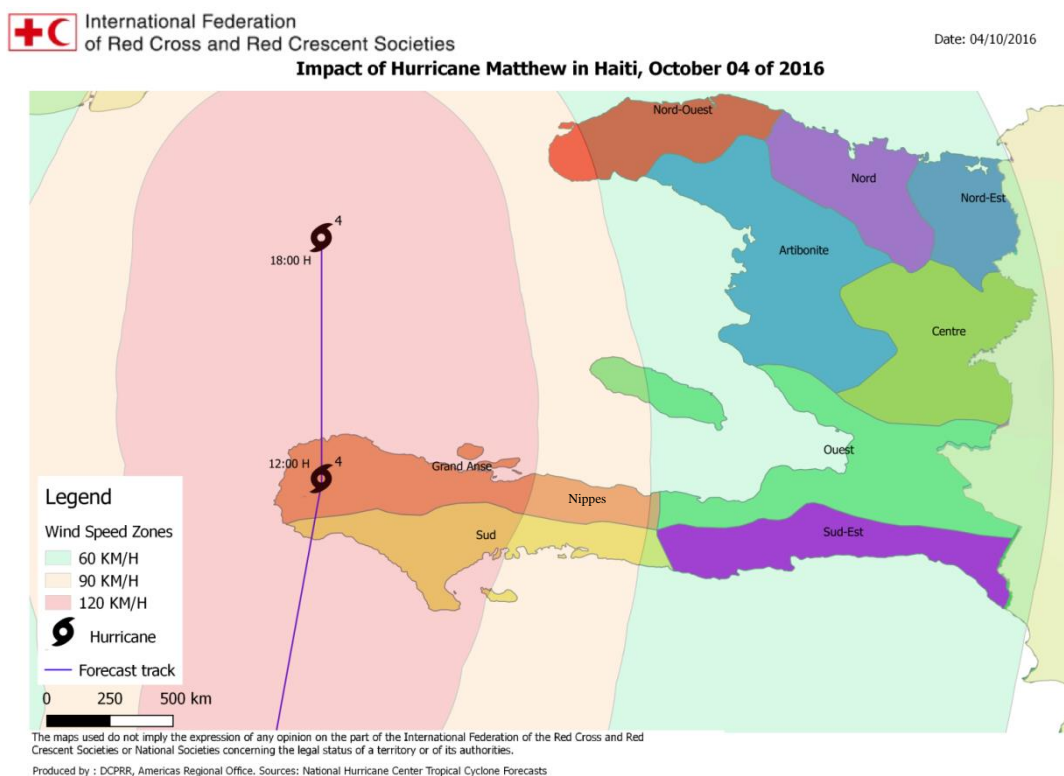 International Federation
of Red Cross and Red Crescent Societies
Date: 04/10/2016
Impact of Hurricane Matthew in Haiti, October 04 of 2016
Nord-Ouest
Nord
Nord-Est
4
18:00 H
Artibonite
Centre
12:00 H
4
Grand Anse
Ouest
Nippes
Sud
Sud-Est
Legend
Wind Speed Zones
60 KM/H
90 KM/H
120 KM/H
Hurricane
Forecast track
0 250 500 km
The maps used do not imply the expression of any opinion on the part of the International Federation of the Red Cross and Red
Crescent Societies or National Societies concerning the legal status of a territory or of its authorities.
Produced by : DCPRR, Americas Regional Office. Sources: National Hurricane Center Tropical Cyclone Forecasts